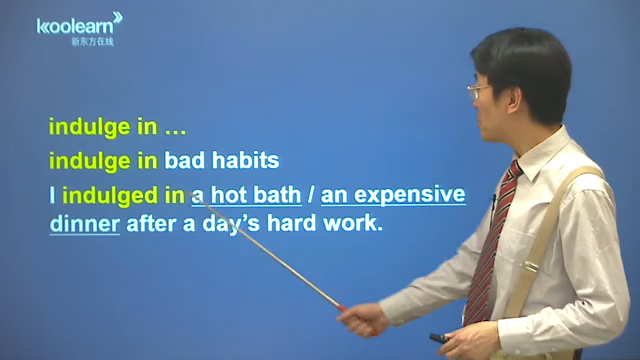 koolearn
新东方在线
indulge in …
indulge in bad habits
I indulged in a hot bath / an expensive
dinner after a day's hard work.